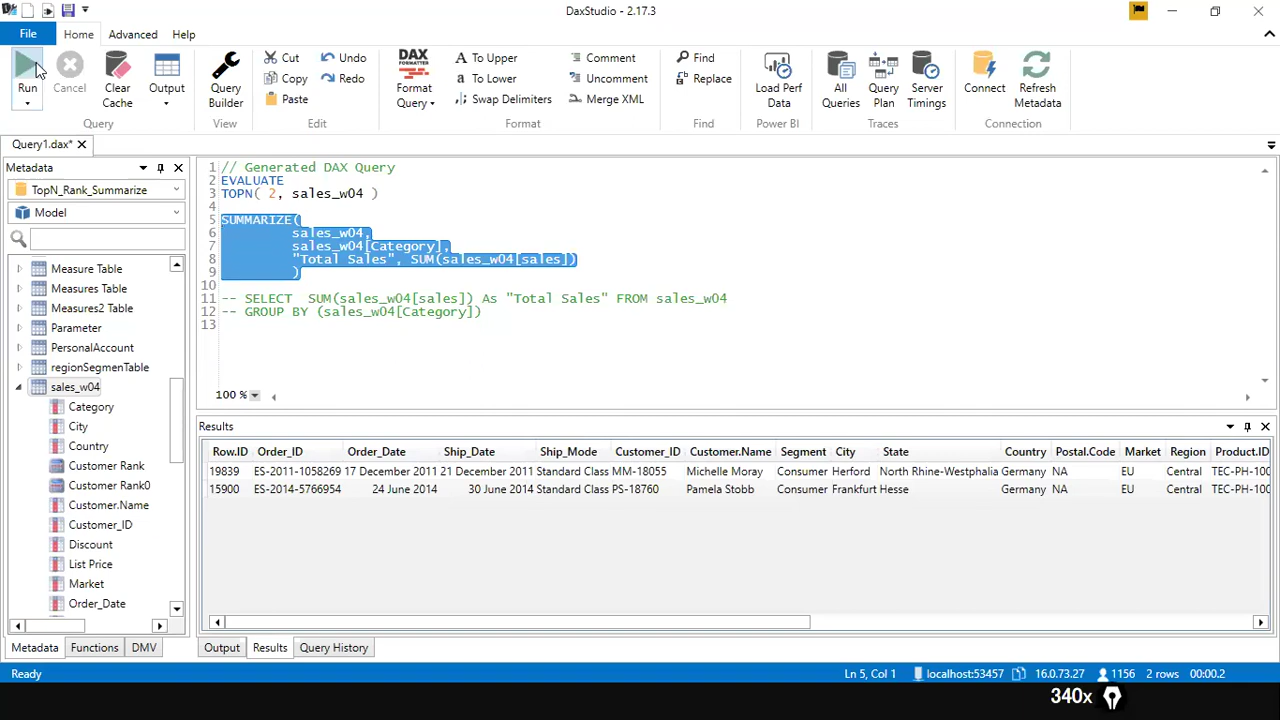 DaxStudio - 2.17.3
File Home Advanced Help
Run Cancel Clear Cache Output
Query
Query Builder
View
Cut Undo
Copy Redo
Paste
Edit
DAX FORMATTER
Format Query
To Upper Comment
To Lower Uncomment
Swap Delimiters Merge XML
Format
Find
Replace
Find
Load Perf Data
Power BI
All Queries Query Plan Server Timings
Traces
Connect Refresh Metadata
Connection
Query1.dax*
Metadata
TopN_Rank_Summarize
Model
Measure Table
Measures Table
Measures2 Table
Parameter
PersonalAccount
regionSegmentTable
sales_w04
Category
City
Country
Customer Rank
Customer Rank0
Customer.Name
Customer_ID
Discount
List Price
Market
Order_Date
Metadata Functions DMV
1 // Generated DAX Query
2 EVALUATE
3 TOPN( 2, sales_w04 )
4
5 SUMMARIZE(
6 sales_w04,
7 sales_w04[Category],
8 "Total Sales", SUM(sales_w04[sales])
9 )
10
11 -- SELECT  SUM(sales_w04[sales]) As "Total Sales" FROM sales_w04
12 -- GROUP BY (sales_w04[Category])
13
100 %
Results
Row.ID Order_ID Order_Date Ship_Date Ship_Mode Customer_ID Customer.Name Segment City State Country Postal.Code Market Region Product.ID
19839 ES-2011-1058269 17 December 2011 21 December 2011 Standard Class MM-18055 Michelle Moray Consumer Herford North Rhine-Westphalia Germany NA EU Central TEC-PH-100
15900 ES-2014-5766954 24 June 2014 30 June 2014 Standard Class PS-18760 Pamela Stobb Consumer Frankfurt Hesse Germany NA EU Central TEC-PH-100
Output Results Query History
Ready Ln 5, Col 1 localhost:53457 16.0.73.27 1156 2 rows 00:00.2
340x